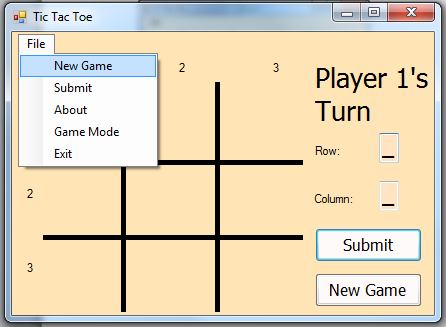 Tic Tac Toe
File
New Game
Submit
About
Game Mode
Exit
2
3
2
3
Player 1's
Turn
Row:
_
Column:
_
Submit
New Game